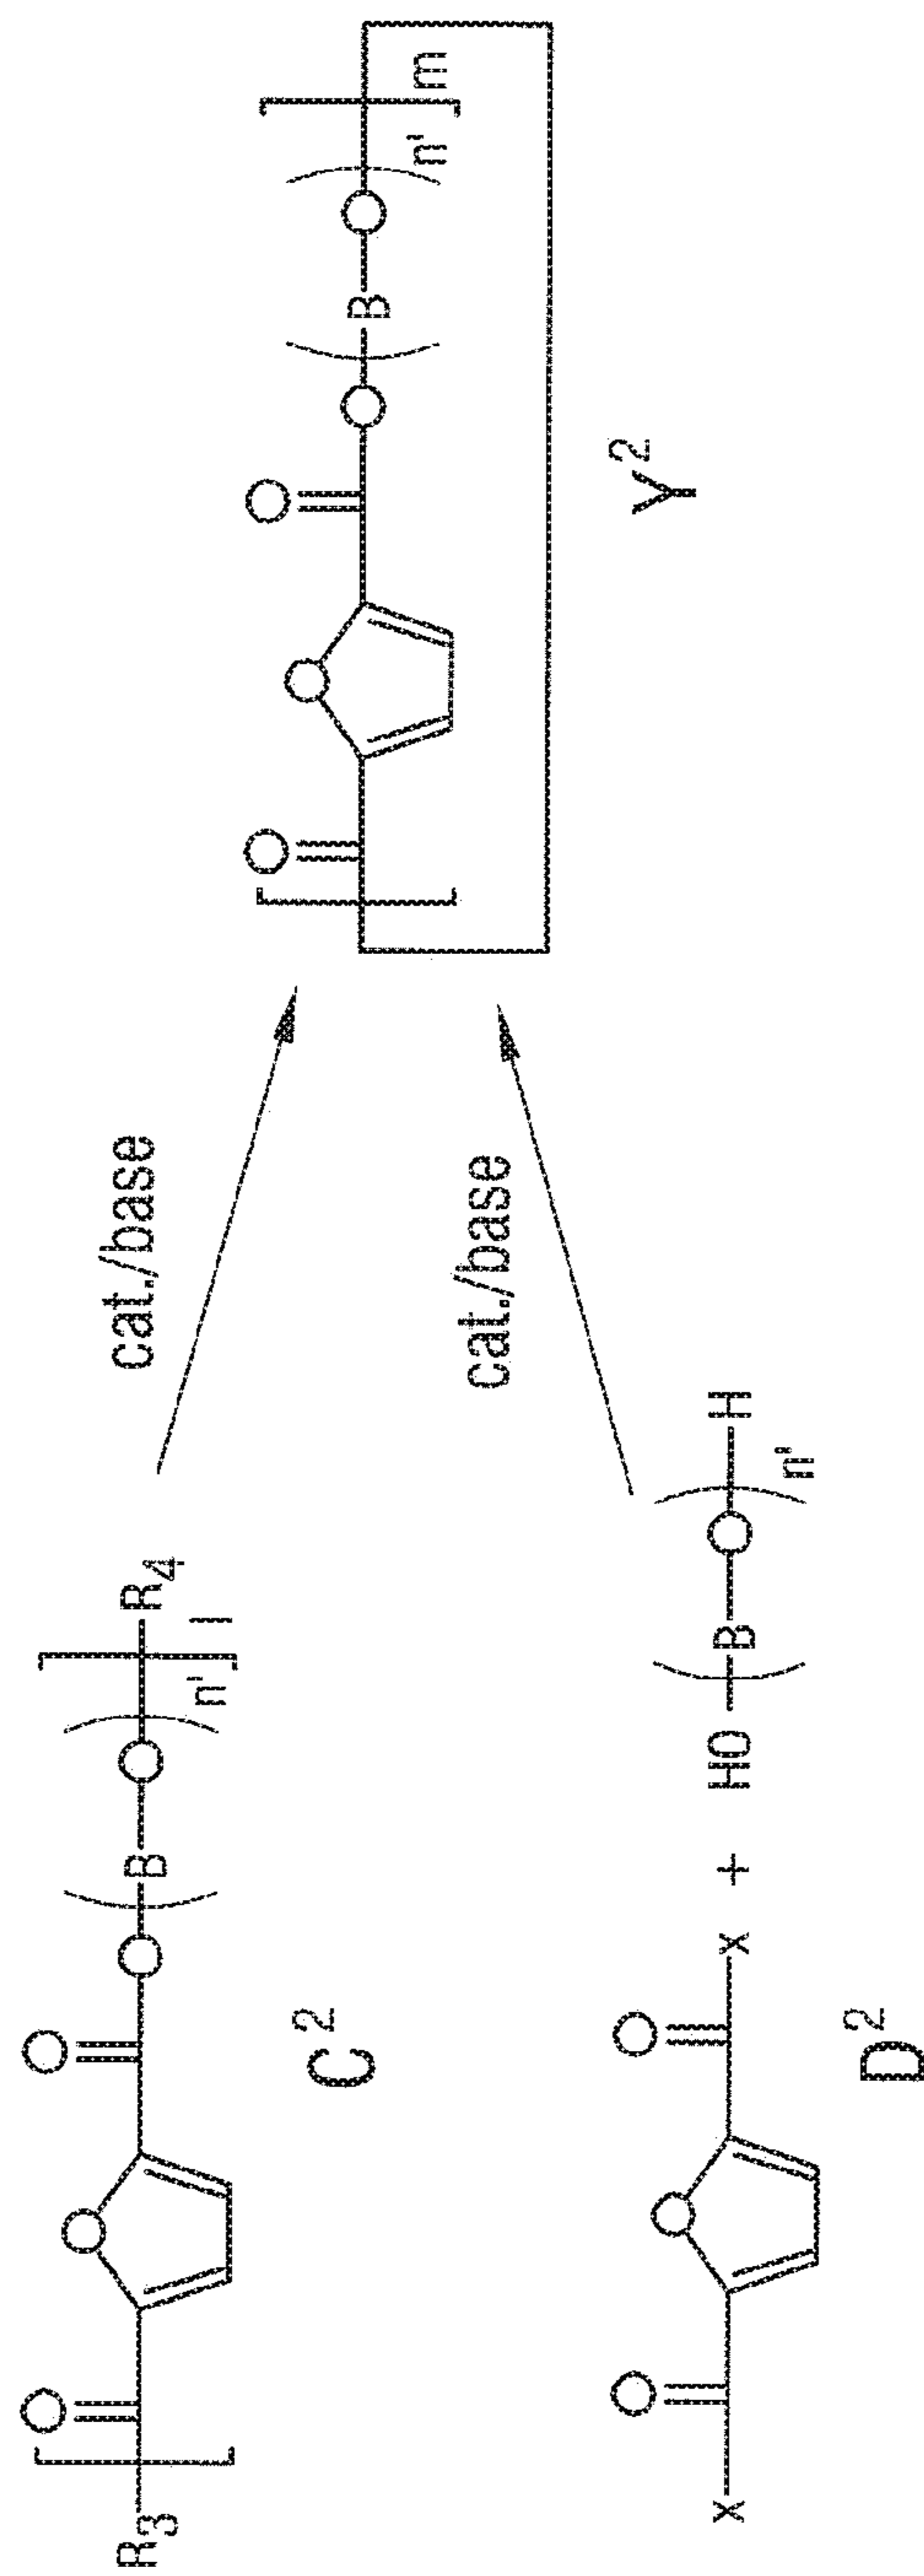 R3 [ O O O O ( B O ) n' ] l R4
C2
cat./base
O O O O ( B O ) n' ] m
Y2
x O O O x + HO ( B O ) n' H
D2
cat./base